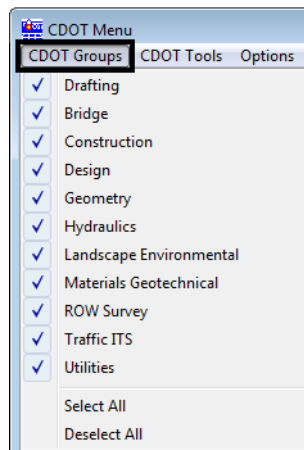 CDOT Menu
CDOT Groups CDOT Tools Options
Drafting
Bridge
Construction
Design
Geometry
Hydraulics
Landscape Environmental
Materials Geotechnical
ROW Survey
Traffic ITS
Utilities
Select All
Deselect All